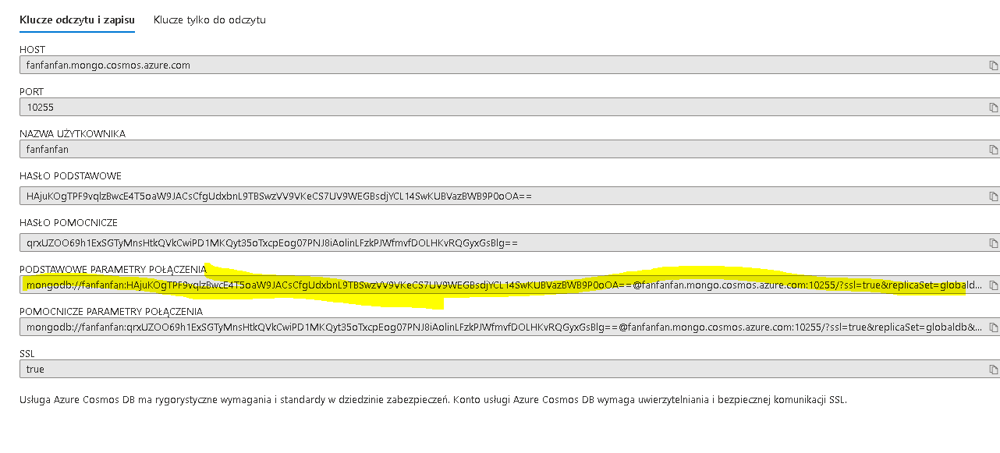 Klucze odczytu i zapisu Klucze tylko do odczytu
HOST
fanfanfan.mongo.cosmos.azure.com
PORT
10255
NAZWA UŻYTKOWNIKA
fanfanfan
HASŁO PODSTAWOWE
HAjuKOgTPF9vqlzBwcE4T5oaW9JACsCfgUdxbnL9TBSwzVV9VKeCS7UV9WEGBsdjYCL14SwKUBVazBWB9P0oOA==
HASŁO POMOCNICZE
qrxUZOO69h1ExSGTyMnsHtkQVkCwiPD1MKQyt35oTxcpEog07PNJ8iAolinLFzkPJWfmvfDOLHKvRQGyxGsBlg==
PODSTAWOWE PARAMETRY POŁĄCZENIA
mongodb://fanfanfan:HAjuKOgTPF9vqlzBwcE4T5oaW9JACsCfgUdxbnL9TBSwzVV9VKeCS7UV9WEGBsdjYCL14SwKUBVazBWB9P0oOA==@fanfanfan.mongo.cosmos.azure.com:10255/?ssl=true&replicaSet=globald...
POMOCNICZE PARAMETRY POŁĄCZENIA
mongodb://fanfanfan:qrxUZOO69h1ExSGTyMnsHtkQVkCwiPD1MKQyt35oTxcpEog07PNJ8iAolinLFzkPJWfmvfDOLHKvRQGyxGsBlg==@fanfanfan.mongo.cosmos.azure.com:10255/?ssl=true&replicaSet=globaldb&...
SSL
true
Usługa Azure Cosmos DB ma rygorystyczne wymagania i standardy w dziedzinie zabezpieczeń. Konto usługi Azure Cosmos DB wymaga uwierzytelniania i bezpiecznej komunikacji SSL.